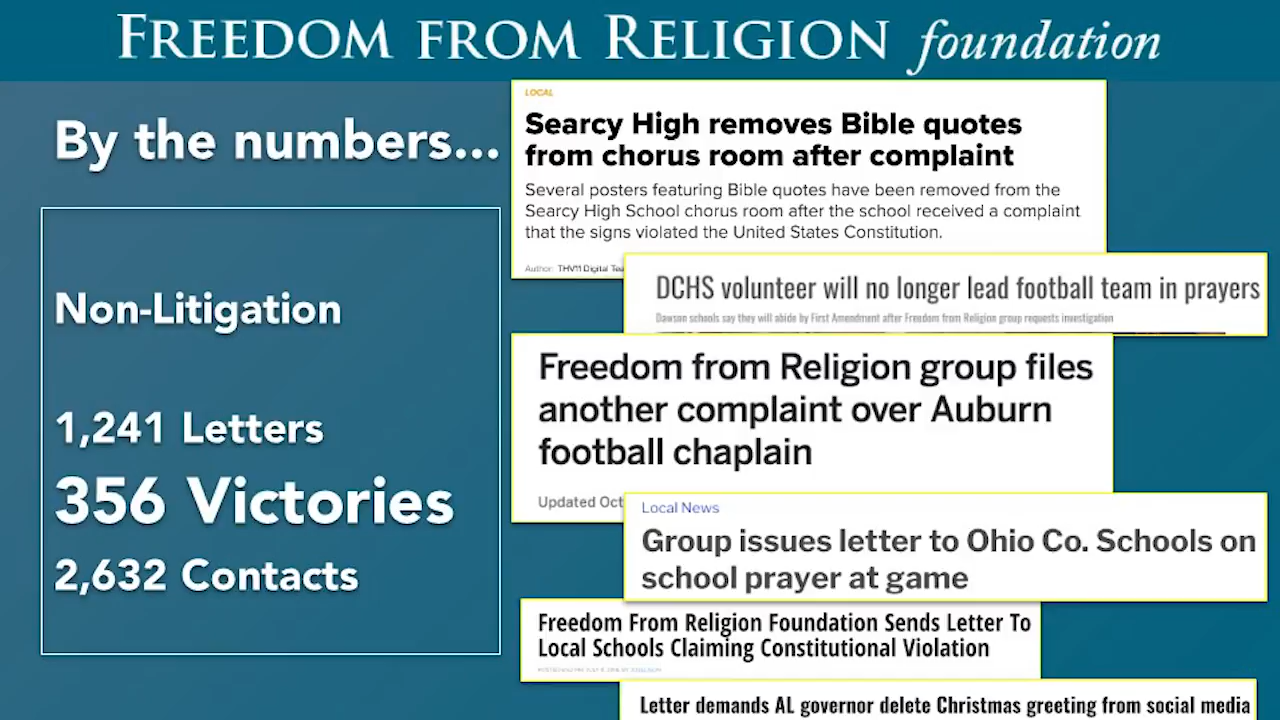 FREEDOM FROM RELIGION foundation
By the numbers...
Non-Litigation
1,241 Letters
356 Victories
2,632 Contacts
LOCAL
Searcy High removes Bible quotes
from chorus room after complaint
Several posters featuring Bible quotes have been removed from the
Searcy High School chorus room after the school received a complaint
that the signs violated the United States Constitution.
Author: THV11 Digital Tea
DCHS volunteer will no longer lead football team in prayers
Dawson schools say they will abide by First Amendment after Freedom from Religion group requests investigation
Freedom from Religion group files
another complaint over Auburn
football chaplain
Updated Oct
Local News
Group issues letter to Ohio Co. Schools on
school prayer at game
Freedom From Religion Foundation Sends Letter To
Local Schools Claiming Constitutional Violation
Letter demands AL governor delete Christmas greeting from social media